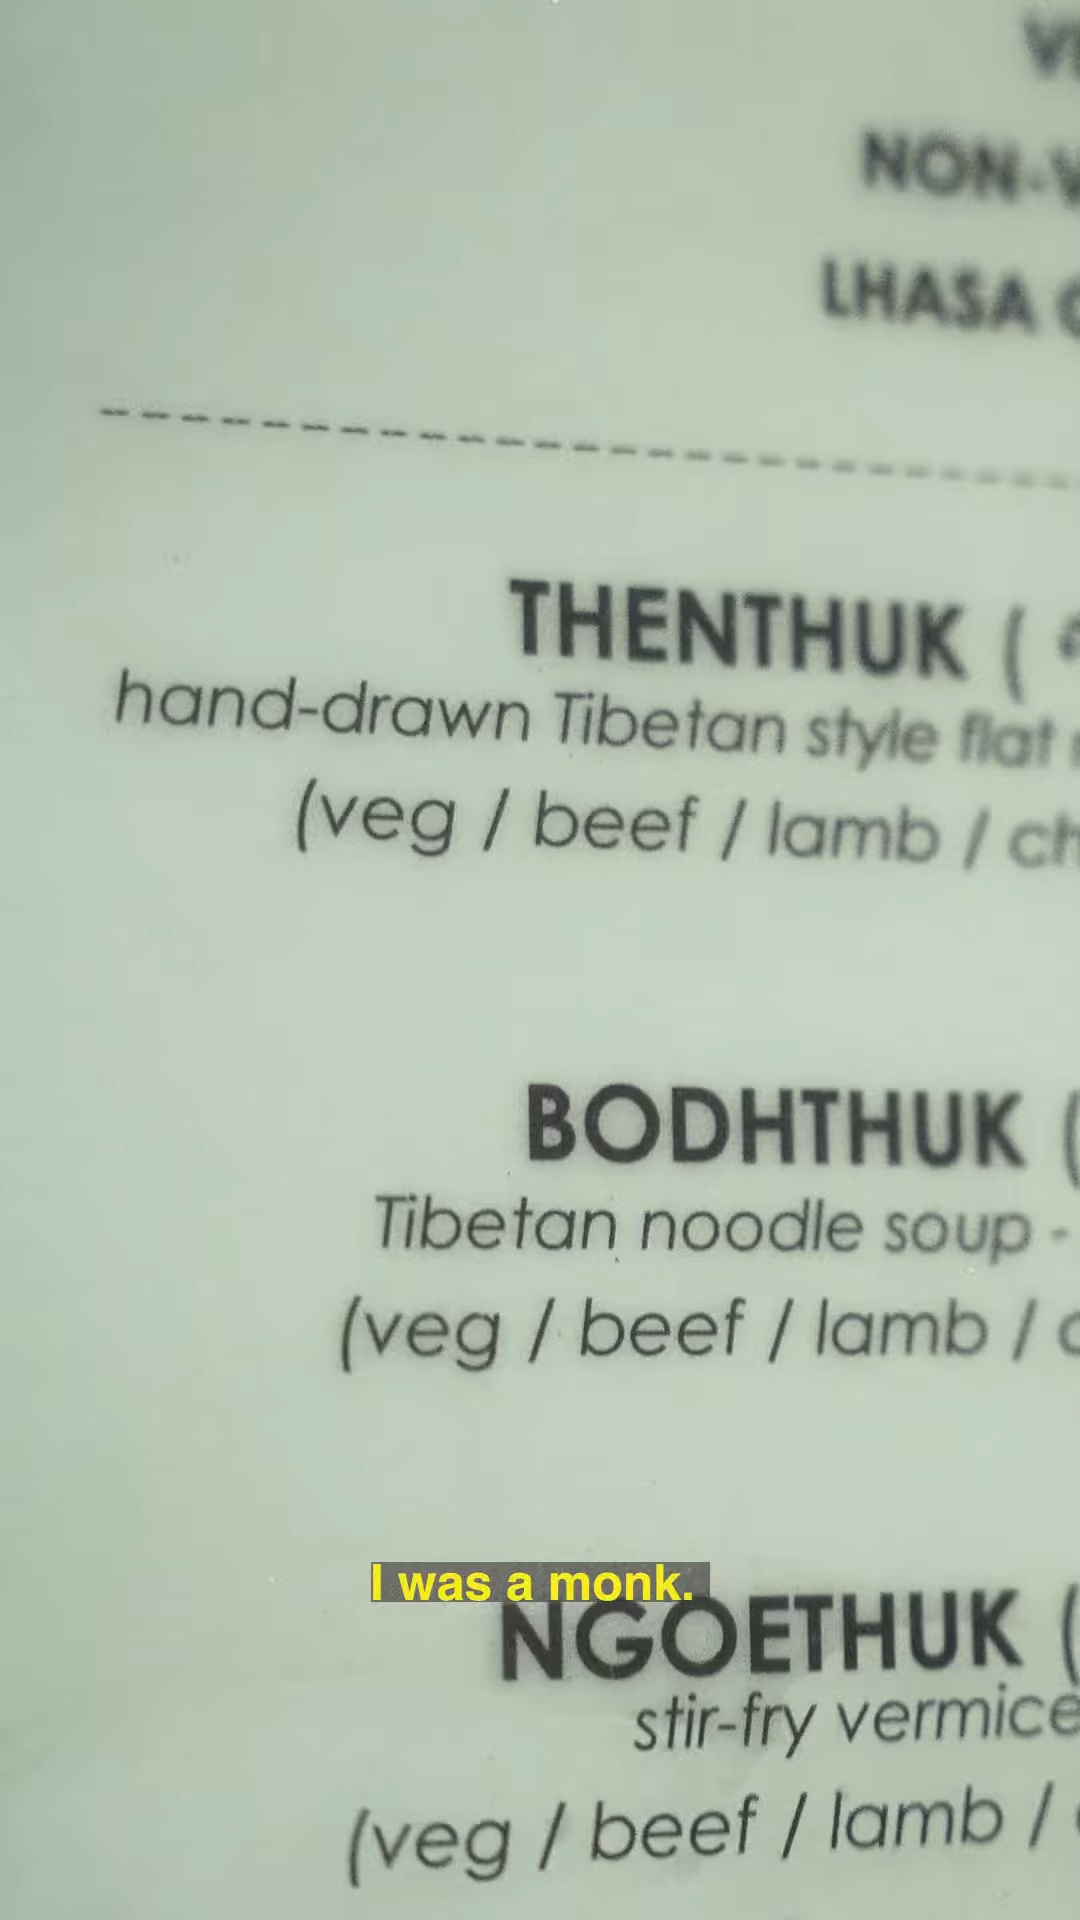 NON-
LHASA
THENTHUK (
hand-drawn Tibetan style flat
(veg / beef / lamb / ch
BODHTHUK (
Tibetan noodle soup -
(veg / beef / lamb /
I was a monk.
NGOETHUK (
stir-fry vermice
(veg / beef / lamb /